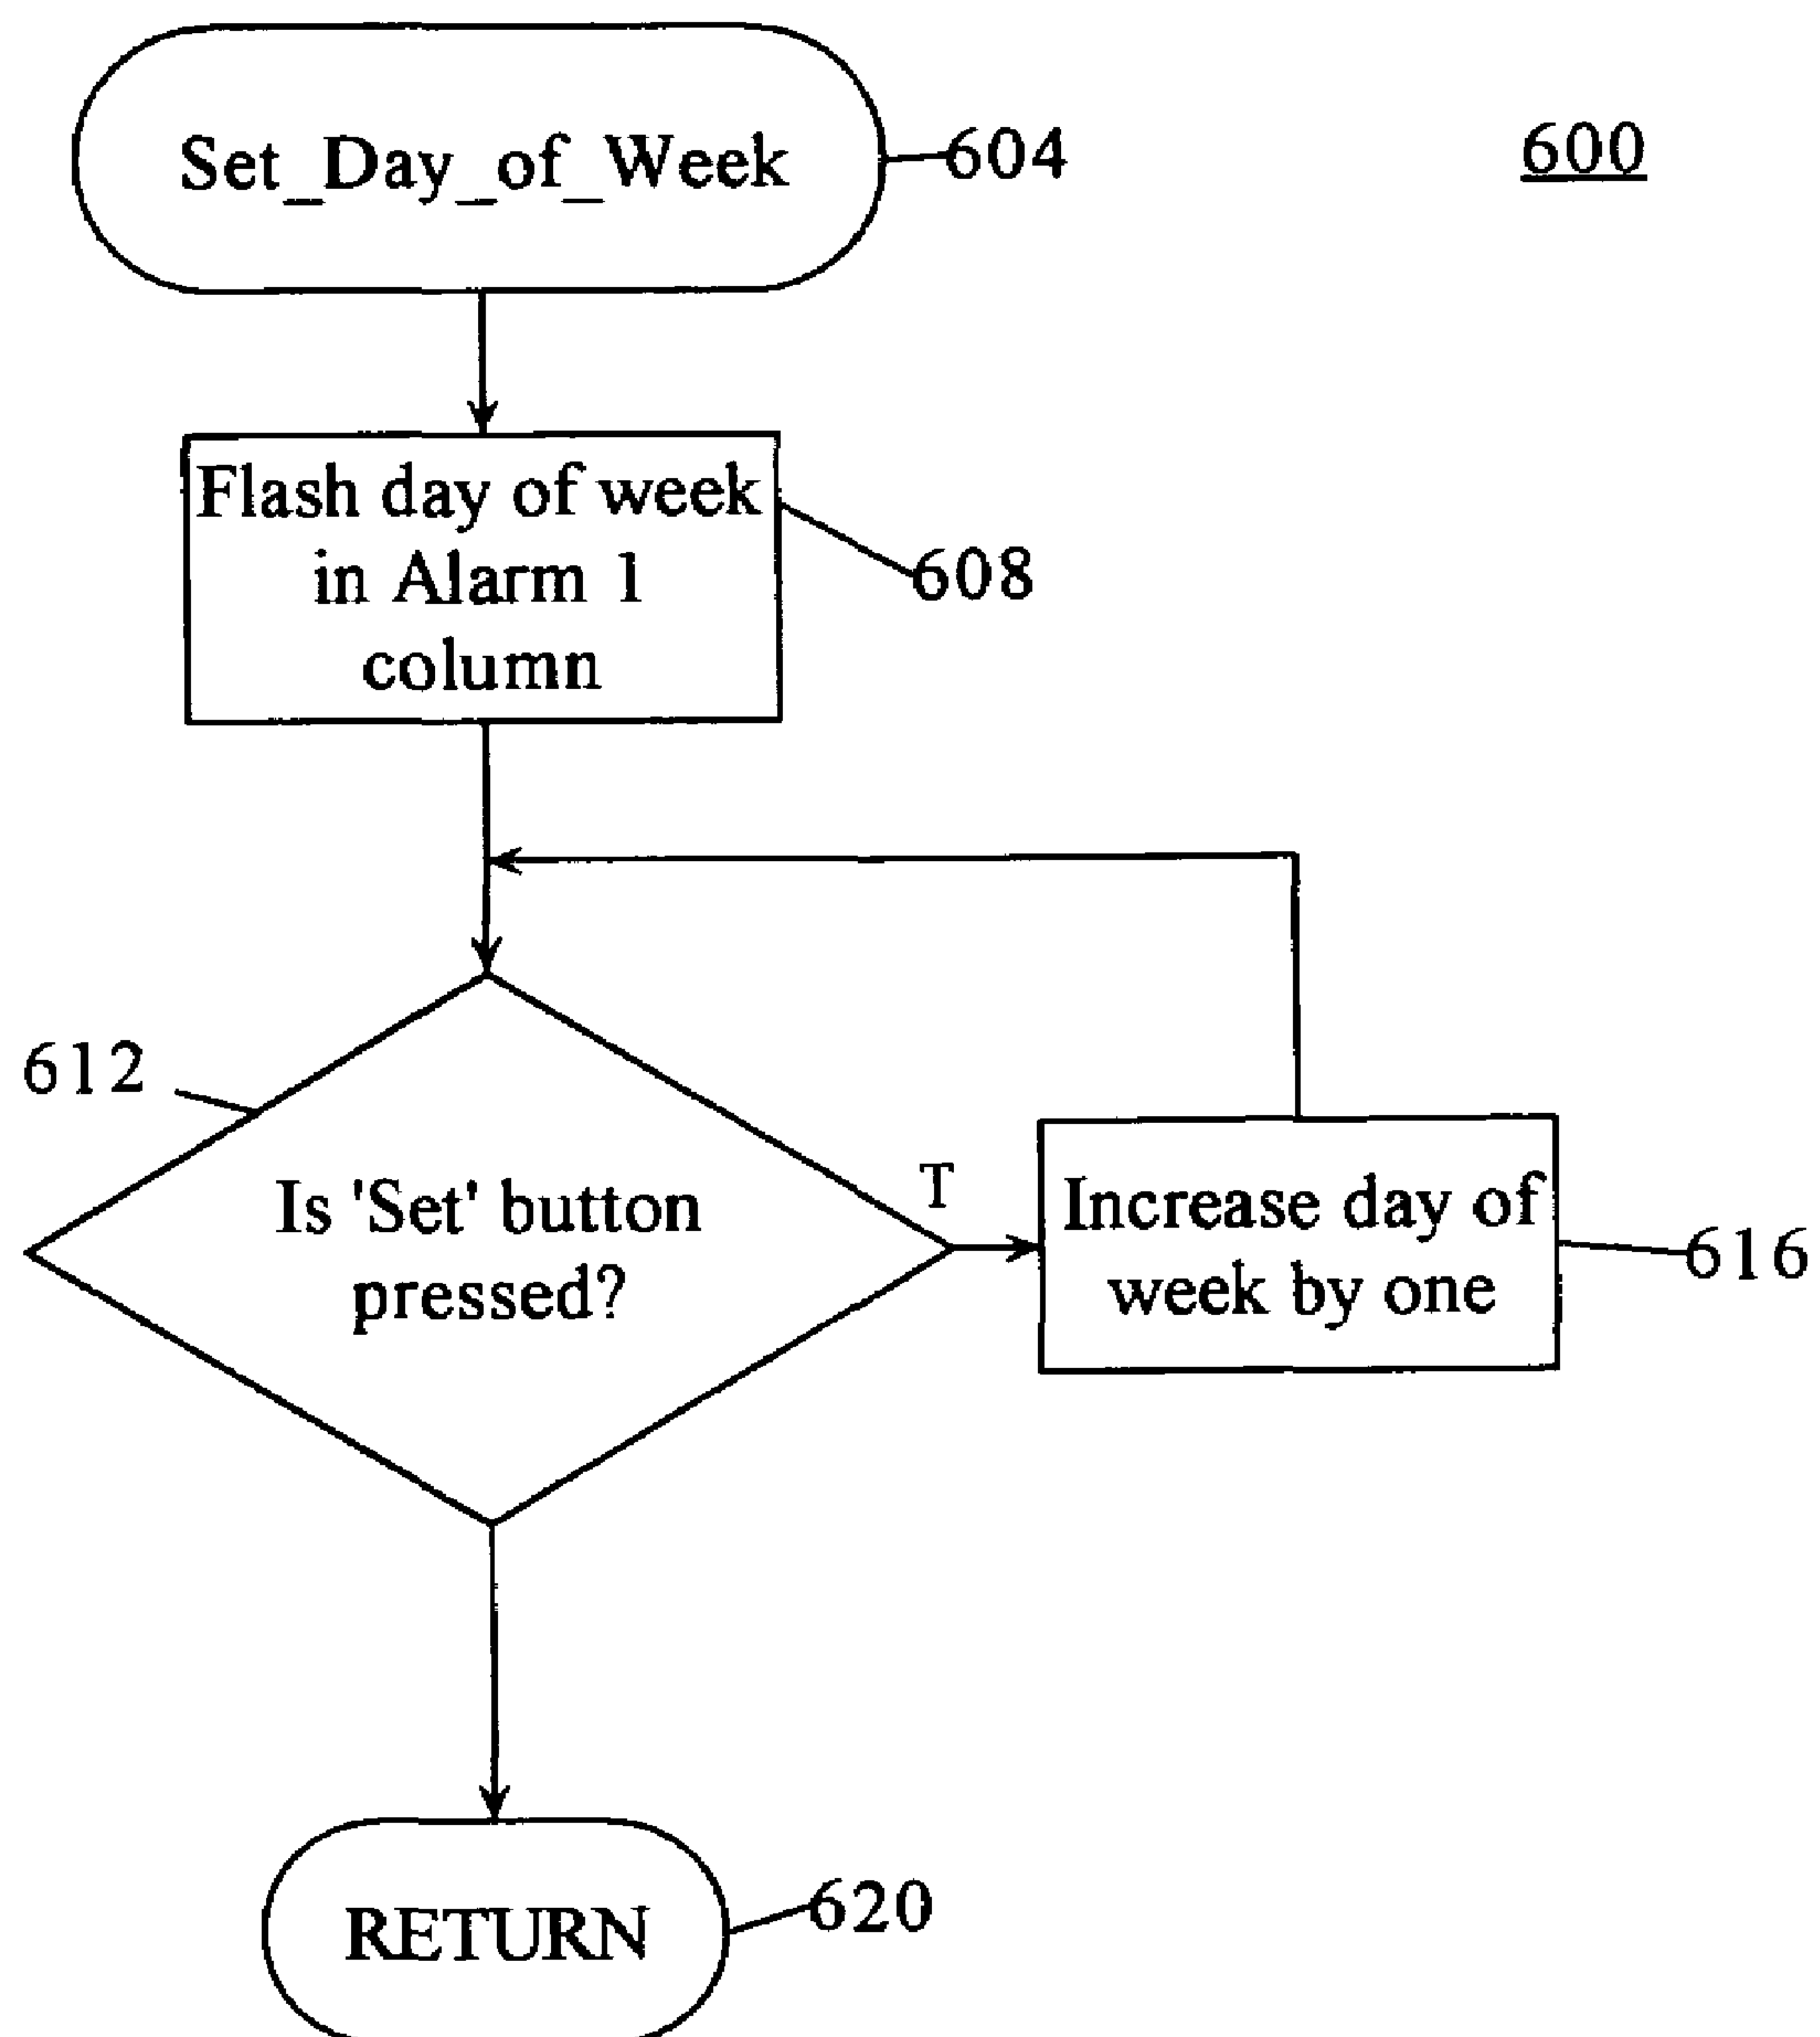 Set_Day_of_Week
604
600
Flash day of week
in Alarm 1
column
608
612
Is 'Set' button
pressed?
T
Increase day of
week by one
616
RETURN
620